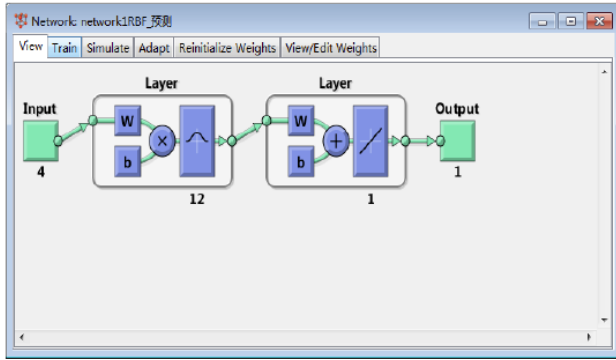 Network: network1RBF_预测
View Train Simulate Adapt Reinitialize Weights View/Edit Weights
Layer Layer
Input Output
W W
b b
4 12 1 1